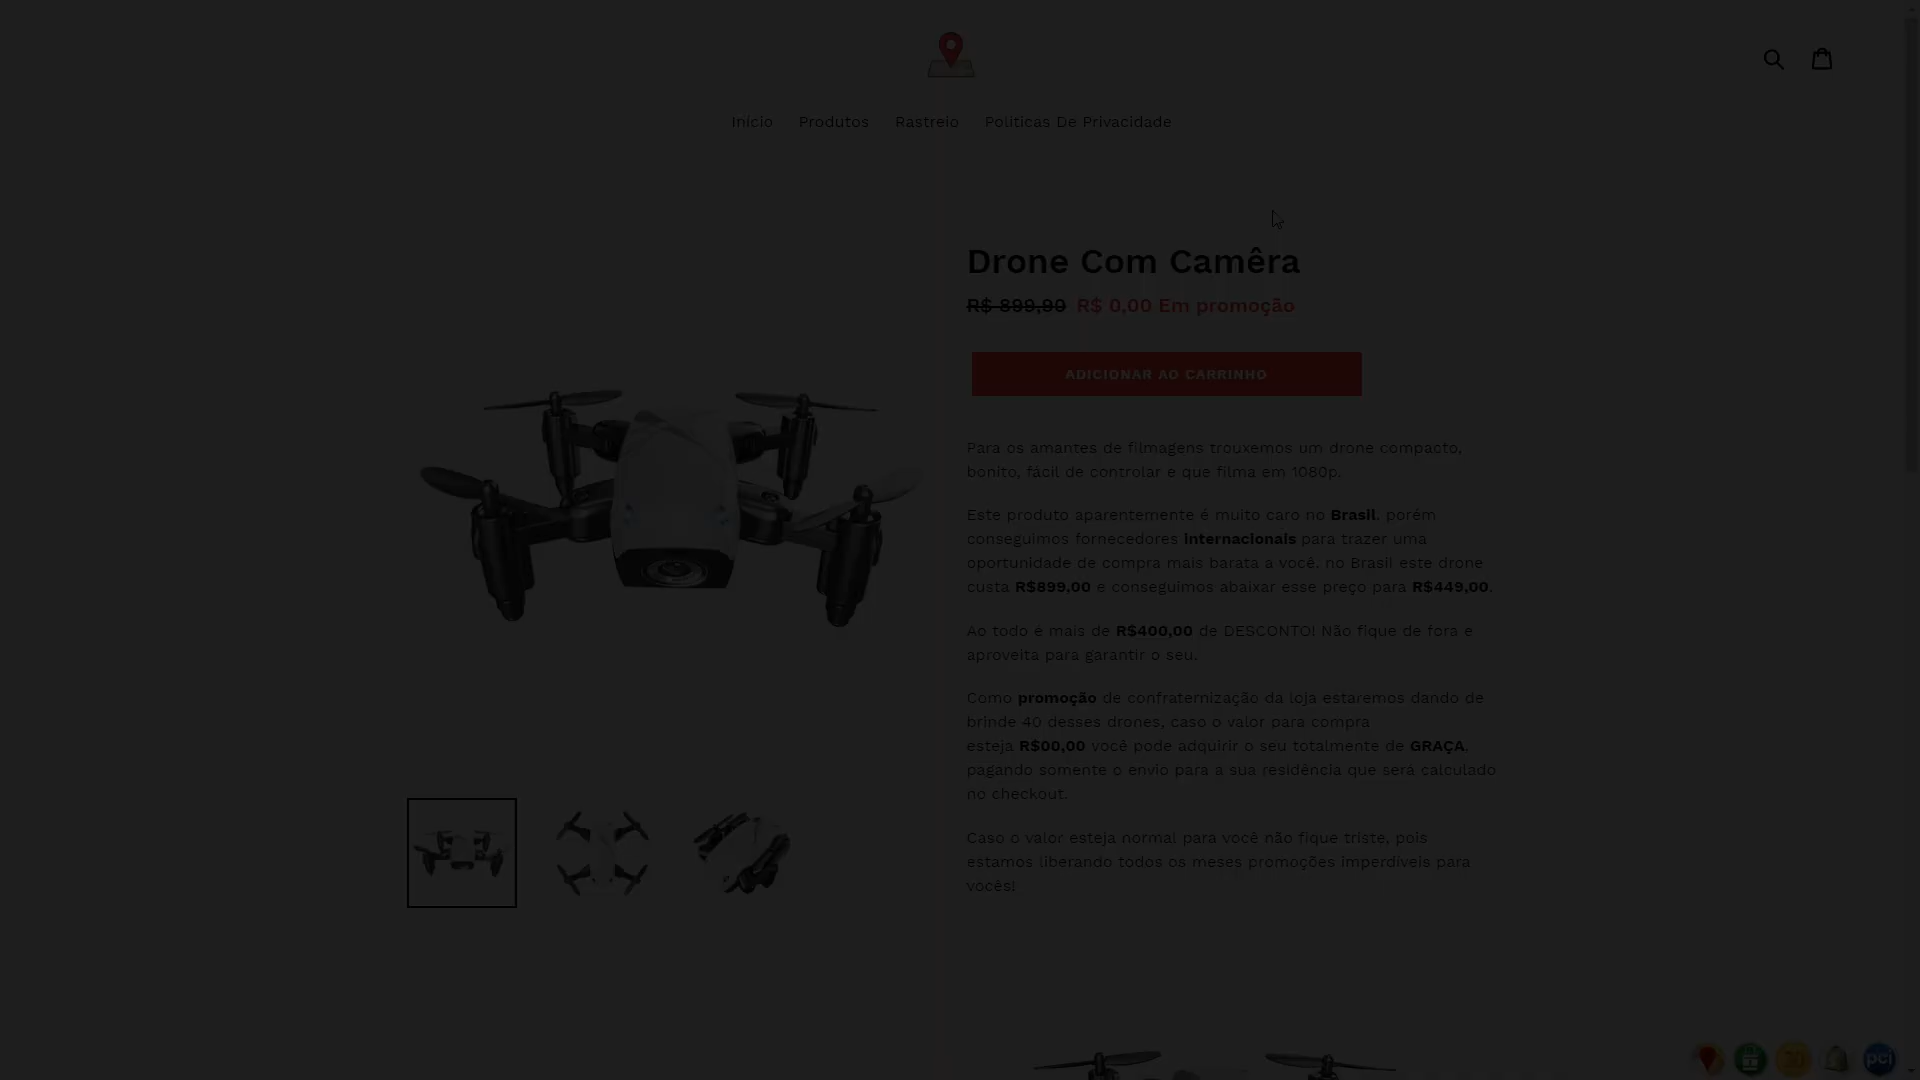 Início Produtos Rastreio Políticas De Privacidade
Drone Com Camêra
R$ 899,90 R$ 0,00 Em promoção
ADICIONAR AO CARRINHO
Para os amantes de filmagens trouxemos um drone compacto,
bonito, fácil de controlar e que filma em 1080p.
Este produto aparentemente é muito caro no Brasil. porém
conseguimos fornecedores internacionais para trazer uma
oportunidade de compra mais barata a você. no Brasil este drone
custa R$899,00 e conseguimos abaixar esse preço para R$449,00.
Ao todo é mais de R$400,00 de DESCONTO! Não fique de fora e
aproveita para garantir o seu.
Como promoção de confraternização da loja estaremos dando de
brinde 40 desses drones, caso o valor para compra
esteja R$00,00 você pode adquirir o seu totalmente de GRAÇA.
pagando somente o envio para a sua residência que será calculado
no checkout.
Caso o valor esteja normal para você não fique triste, pois
estamos liberando todos os meses promoções imperdíveis para
vocês!
30
pci